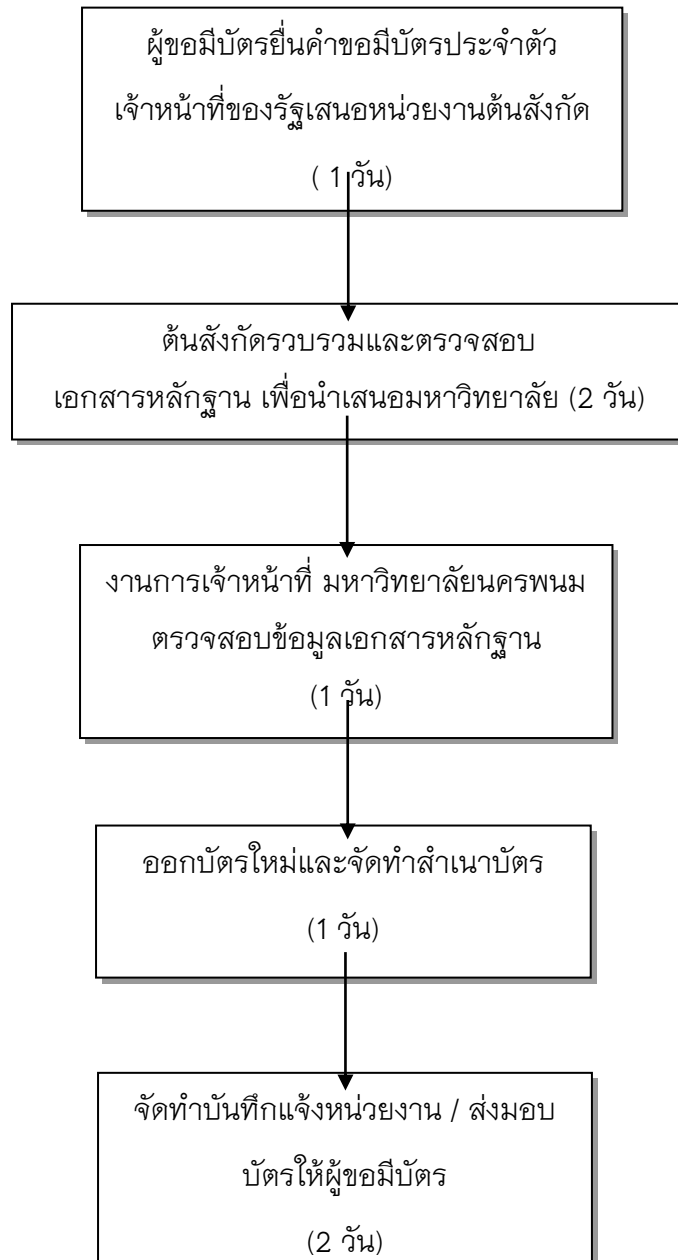 ผู้ขอมีบัตรยื่นคำขอมีบัตรประจำตัว
เจ้าหน้าที่ของรัฐเสนอหน่วยงานต้นสังกัด
( 1 วัน)
ต้นสังกัดรวบรวมและตรวจสอบ
เอกสารหลักฐาน เพื่อนำเสนอมหาวิทยาลัย (2 วัน)
งานการเจ้าหน้าที่ มหาวิทยาลัยนครพนม
ตรวจสอบข้อมูลเอกสารหลักฐาน
(1 วัน)
ออกบัตรใหม่และจัดทำสำเนาบัตร
(1 วัน)
จัดทำบันทึกแจ้งหน่วยงาน / ส่งมอบ
บัตรให้ผู้ขอมีบัตร
(2 วัน)